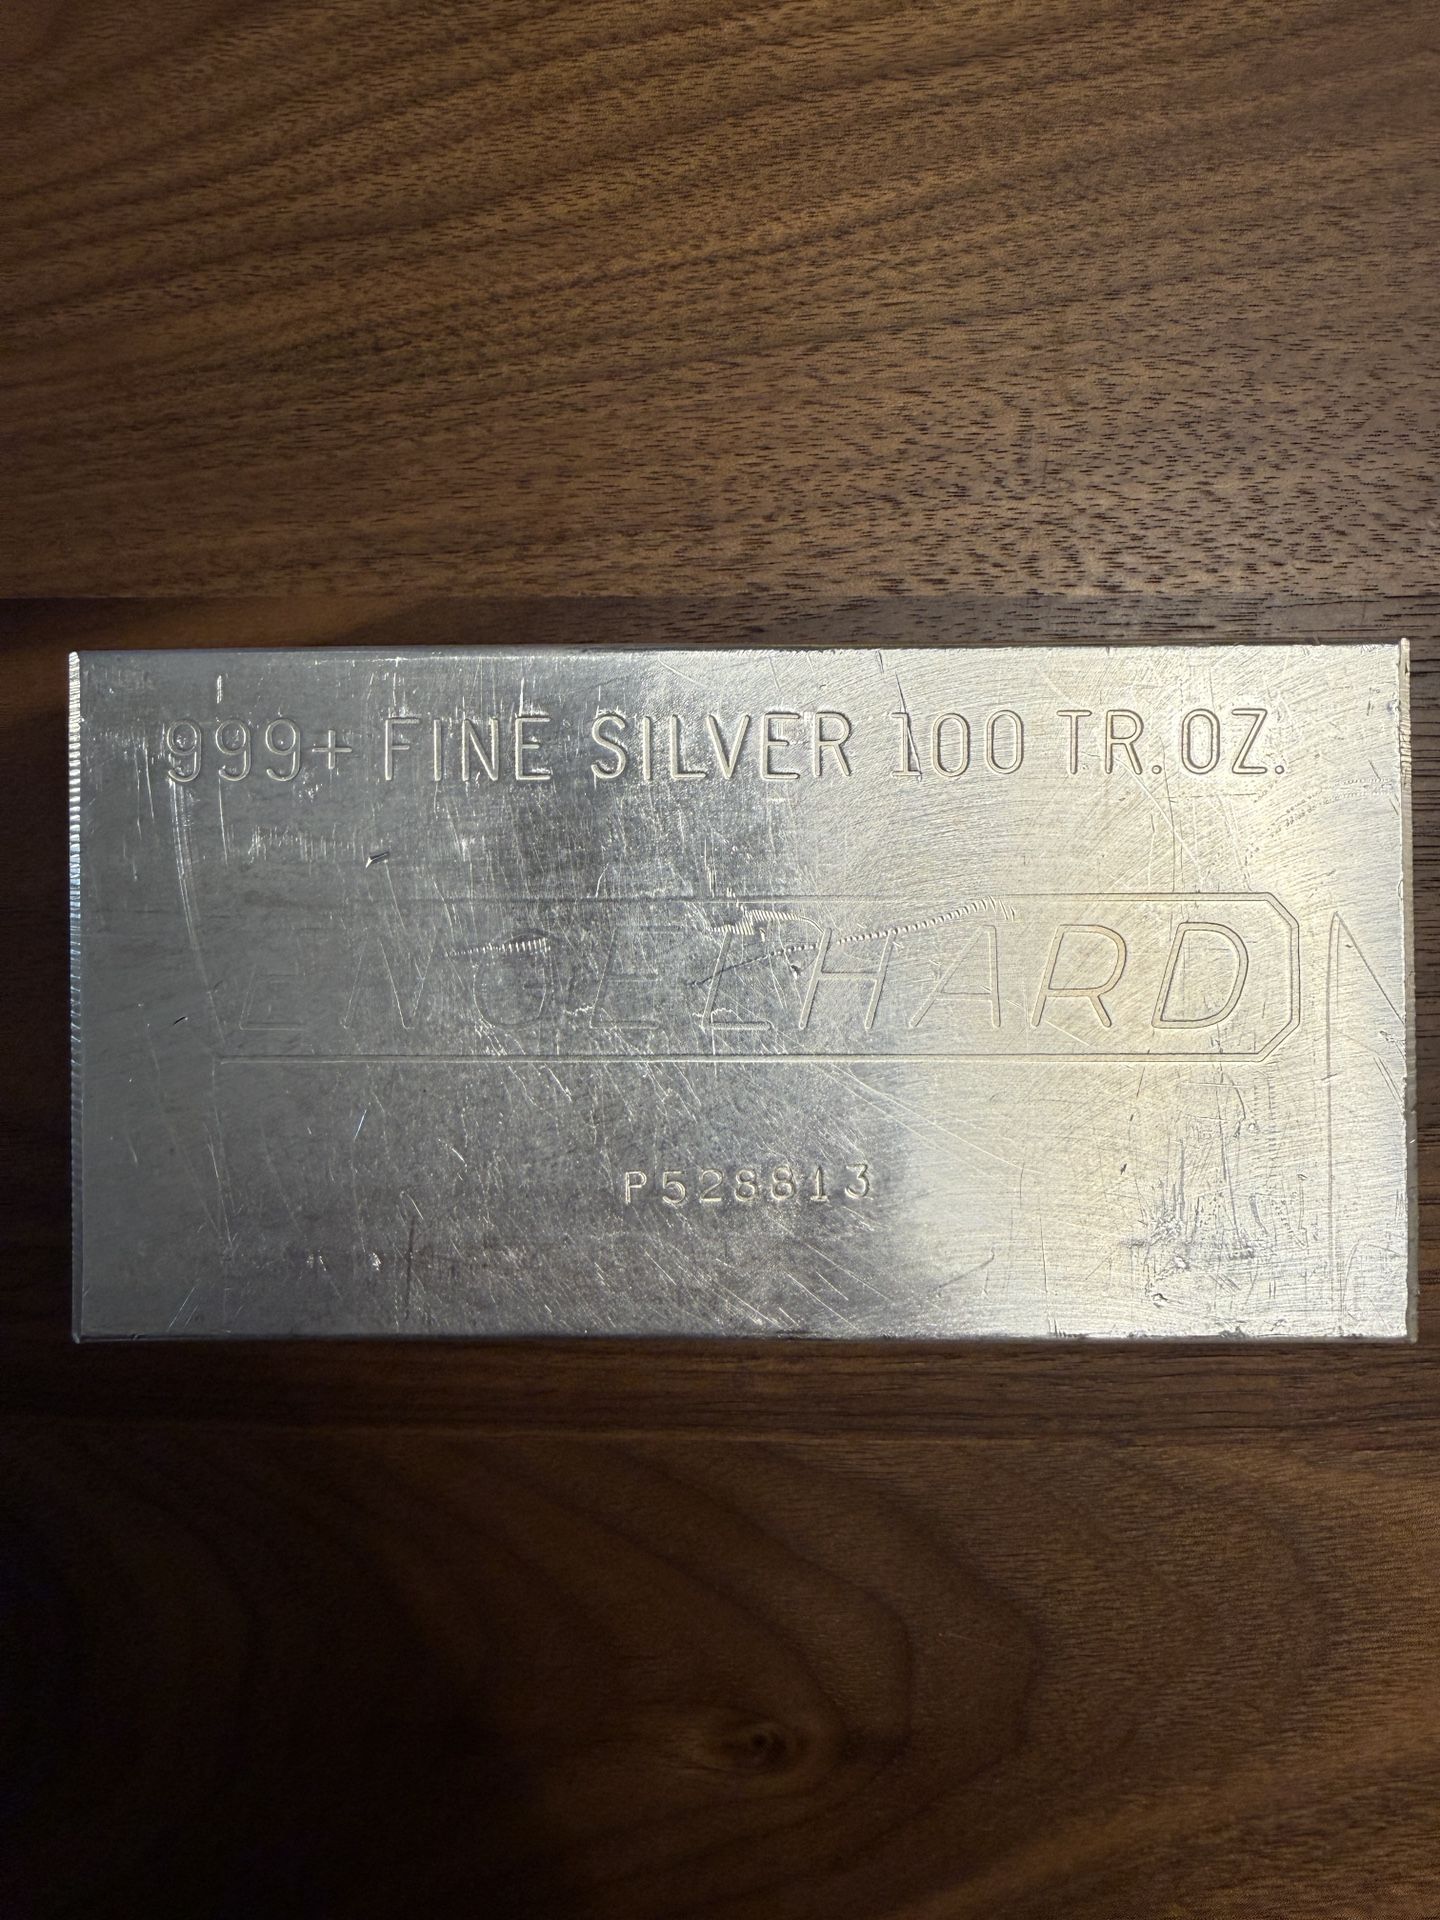 999+ FINE SILVER 100 TR.OZ.
ENGELHARD
P528813